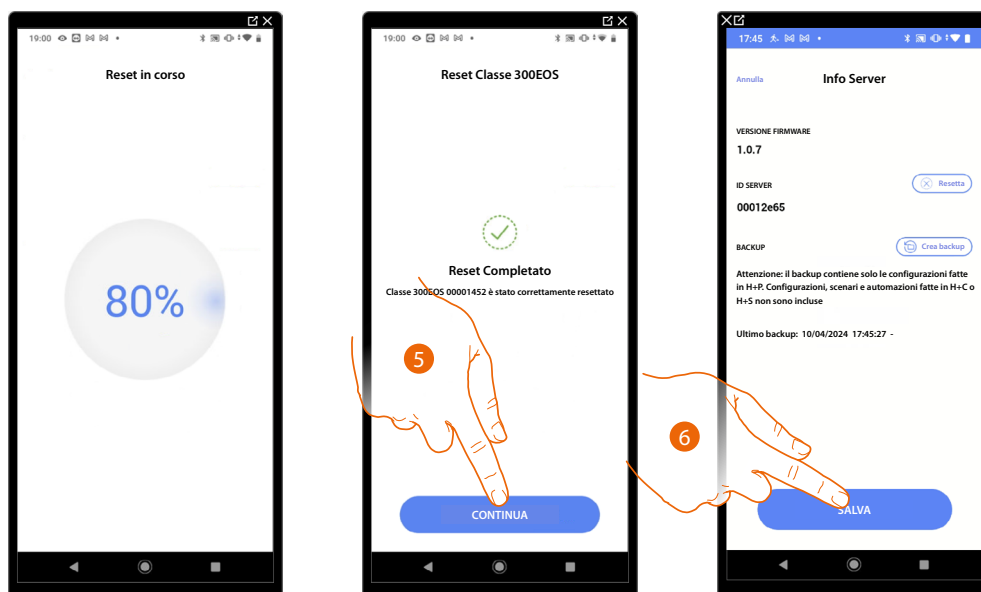 19:00
Reset in corso
80%
19:00
Reset Classe 300EOS
Reset Completato
Classe 300EOS 00001452 è stato correttamente resettato
5
CONTINUA
17:45
Annulla
Info Server
VERSIONE FIRMWARE
1.0.7
ID SERVER
Resetta
00012e65
BACKUP
Crea backup
Attenzione: il backup contiene solo le configurazioni fatte
in H+P. Configurazioni, scenari e automazioni fatte in H+C o
H+S non sono incluse
Ultimo backup: 10/04/2024 17:45:27 -
6
SALVA